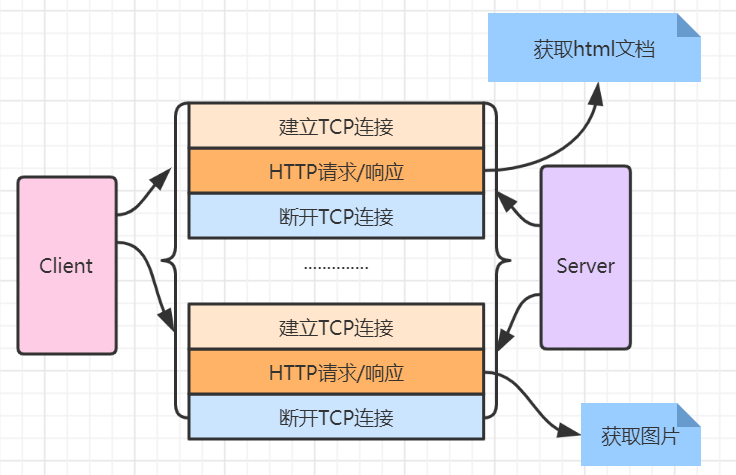 获取html文档
建立TCP连接
HTTP请求/响应
断开TCP连接
Client
Server
··············
建立TCP连接
HTTP请求/响应
断开TCP连接
获取图片